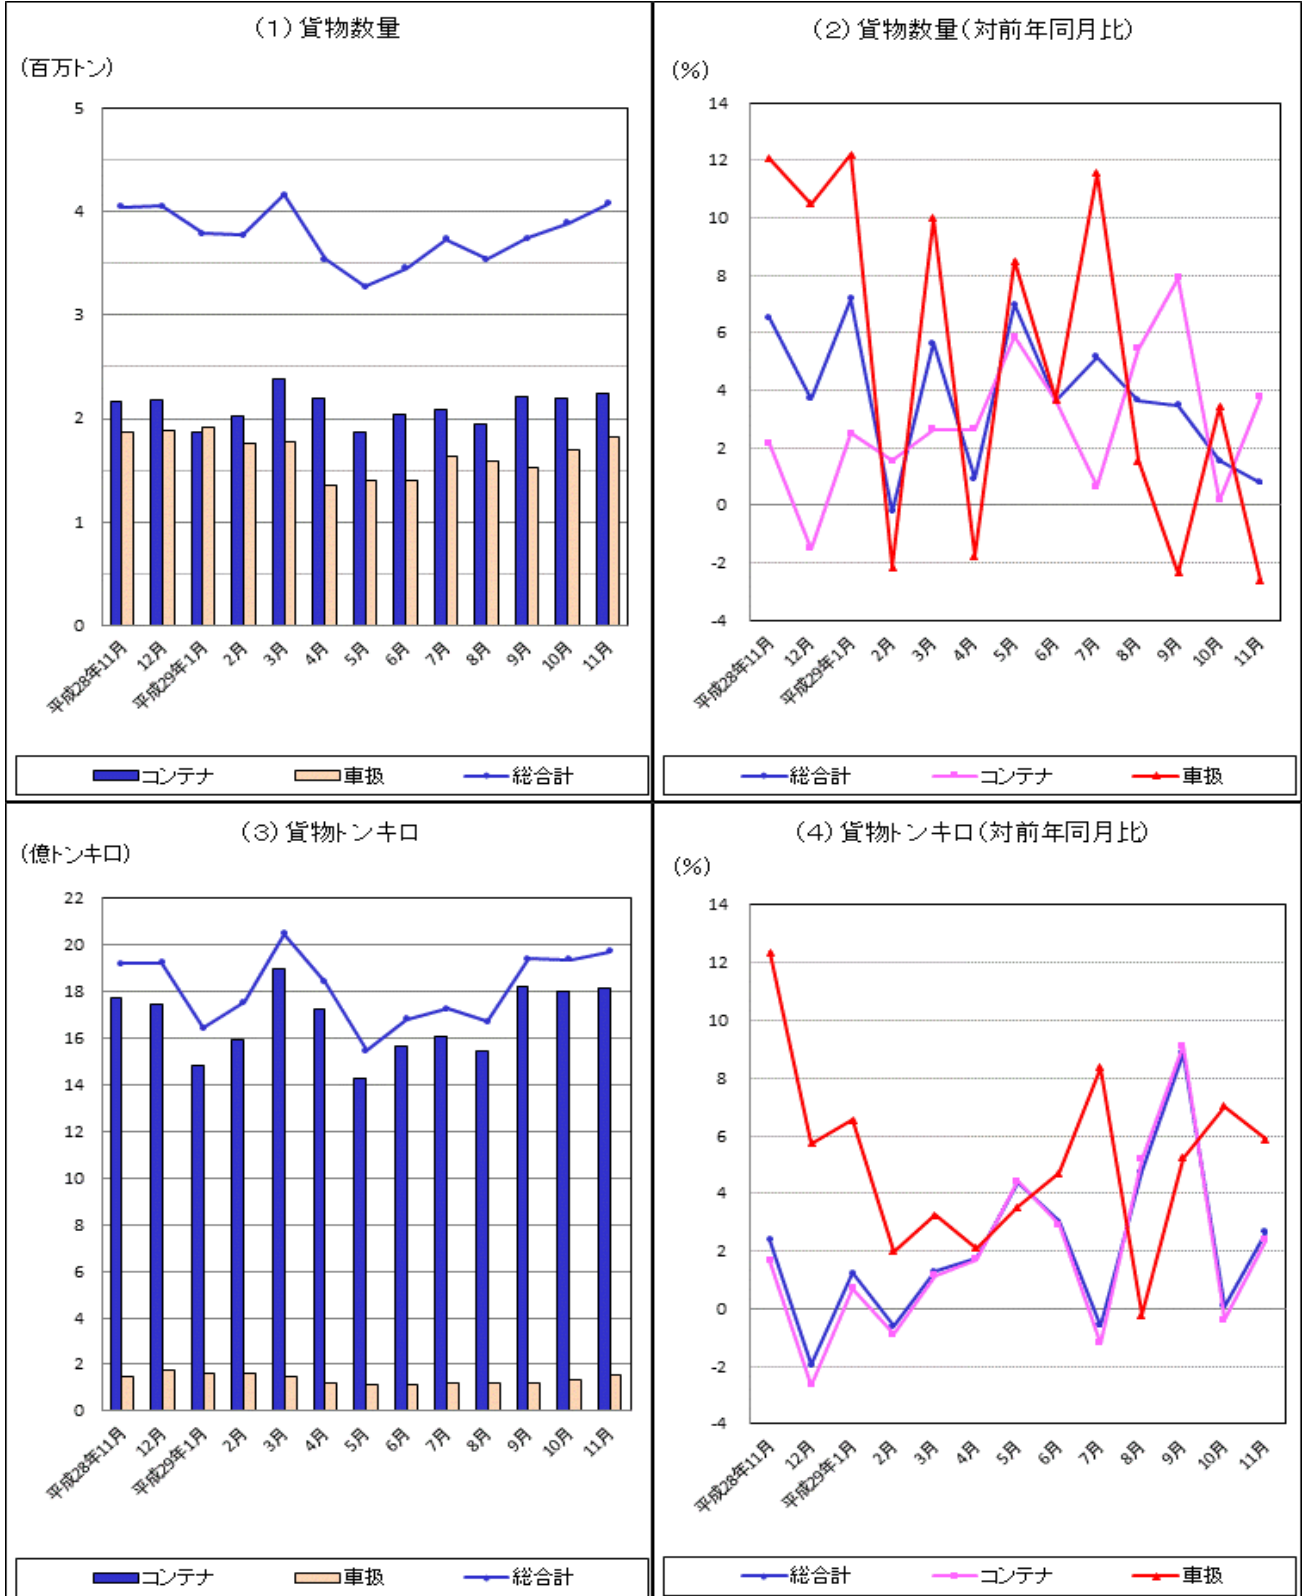 （１）貨物数量
（百万トン）
5
4
3
2
1
0
平成28年11月
12月
平成29年1月
2月
3月
4月
5月
6月
7月
8月
9月
10月
11月
コンテナ 車扱 総合計
（２）貨物数量（対前年同月比）
（％）
14
12
10
8
6
4
2
0
-2
-4
平成28年11月
12月
平成29年1月
2月
3月
4月
5月
6月
7月
8月
9月
10月
11月
総合計 コンテナ 車扱
（３）貨物トンキロ
（億トンキロ）
22
20
18
16
14
12
10
8
6
4
2
0
平成28年11月
12月
平成29年1月
2月
3月
4月
5月
6月
7月
8月
9月
10月
11月
コンテナ 車扱 総合計
（４）貨物トンキロ（対前年同月比）
（％）
14
12
10
8
6
4
2
0
-2
-4
平成28年11月
12月
平成29年1月
2月
3月
4月
5月
6月
7月
8月
9月
10月
11月
総合計 コンテナ 車扱